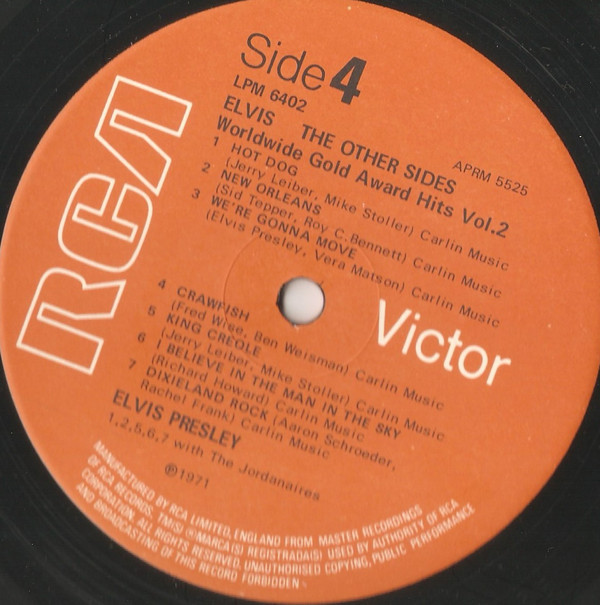 Side 4
LPM 6402
APRM 5525
ELVIS THE OTHER SIDES
Worldwide Gold Award Hits Vol.2
1 HOT DOG
(Jerry Leiber, Mike Stoller) Carlin Music
2 NEW ORLEANS
(Sid Tepper, Roy C. Bennett) Carlin Music
3 WE'RE GONNA MOVE
(Elvis Presley, Vera Matson) Carlin Music
RCA
Victor
4 CRAWFISH
(Fred Wise, Ben Weisman) Carlin Music
5 KING CREOLE
(Jerry Leiber, Mike Stoller) Carlin Music
6 I BELIEVE IN THE MAN IN THE SKY
(Richard Howard) Carlin Music
7 DIXIELAND ROCK (Aaron Schroeder,
Rachel Frank) Carlin Music
ELVIS PRESLEY
1,2,5,6,7 with The Jordanaires
℗1971
MANUFACTURED BY RCA LIMITED, ENGLAND FROM MASTER RECORDINGS
OF RCA RECORDS. TM(S) ® MARCA(S) REGISTRADA(S) USED BY AUTHORITY OF RCA
CORPORATION. ALL RIGHTS RESERVED. UNAUTHORISED COPYING, PUBLIC PERFORMANCE
AND BROADCASTING OF THIS RECORD FORBIDDEN